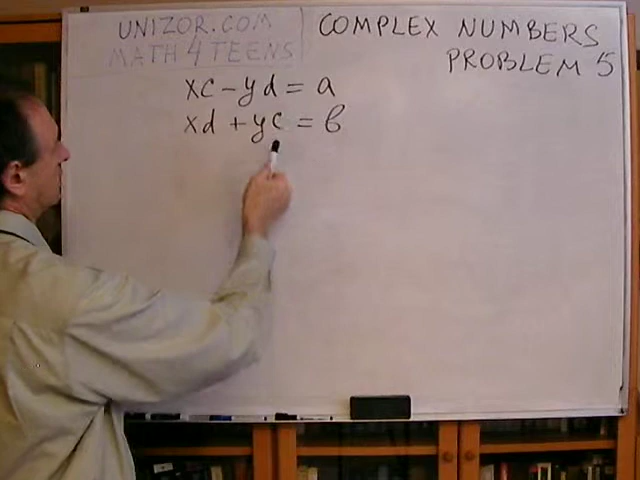 UNIZOR.COM
MATH 4 TEENS
COMPLEX NUMBERS
PROBLEM 5
xc - yd = a
xd + yc = b